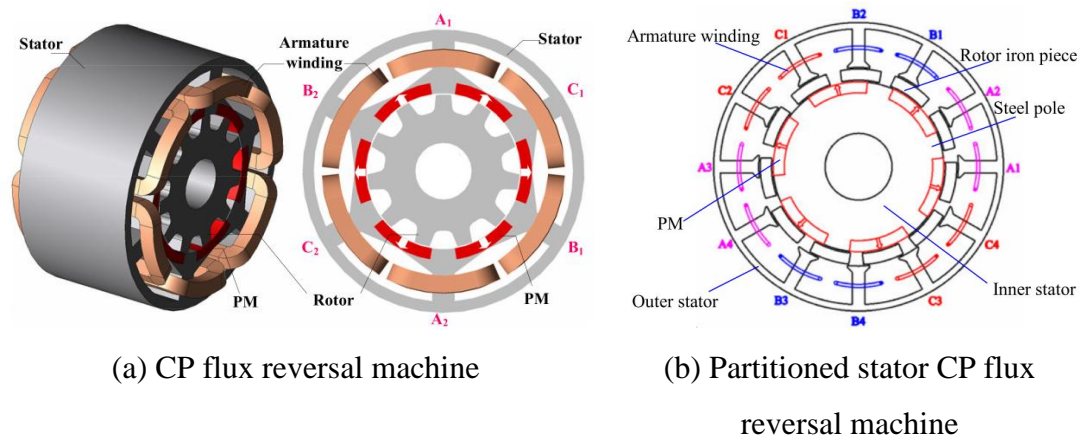 Stator
Armature
winding
A1
Stator
B2
C1
C2
B1
PM
Rotor
PM
A2
(a) CP flux reversal machine
B2
C1
B1
Armature winding
Rotor iron piece
C2
A2
Steel pole
A3
A1
PM
A4
C4
Outer stator
Inner stator
B3
C3
B4
(b) Partitioned stator CP flux
reversal machine